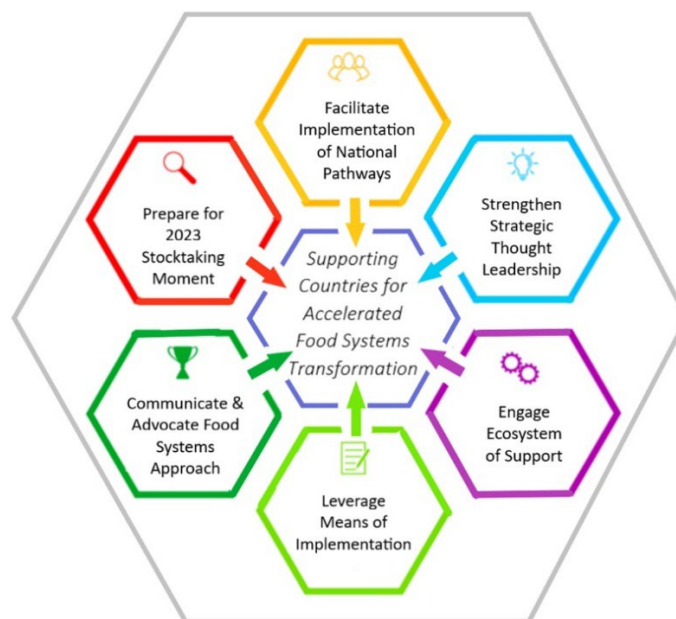 Facilitate
Implementation
of National
Pathways
Strengthen
Strategic
Thought
Leadership
Engage
Ecosystem
of Support
Leverage
Means of
Implementation
Communicate &
Advocate Food
Systems
Approach
Prepare for
2023
Stocktaking
Moment
Supporting
Countries for
Accelerated
Food Systems
Transformation